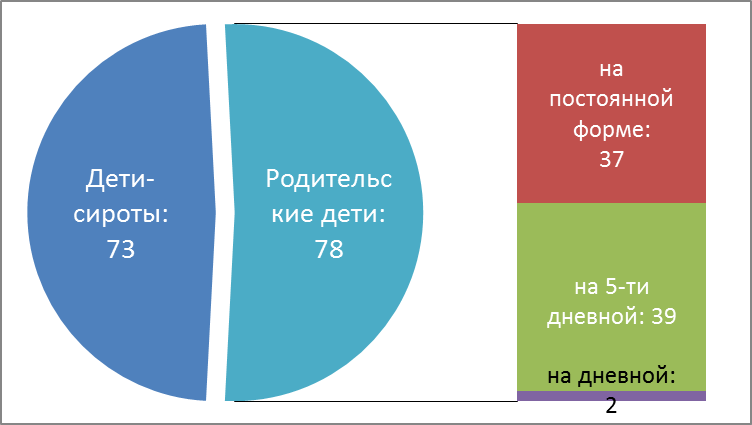 Дети-
сироты:
73
Родительс
кие дети:
78
на
постоянной
форме:
37
на 5-ти
дневной: 39
на дневной:
2